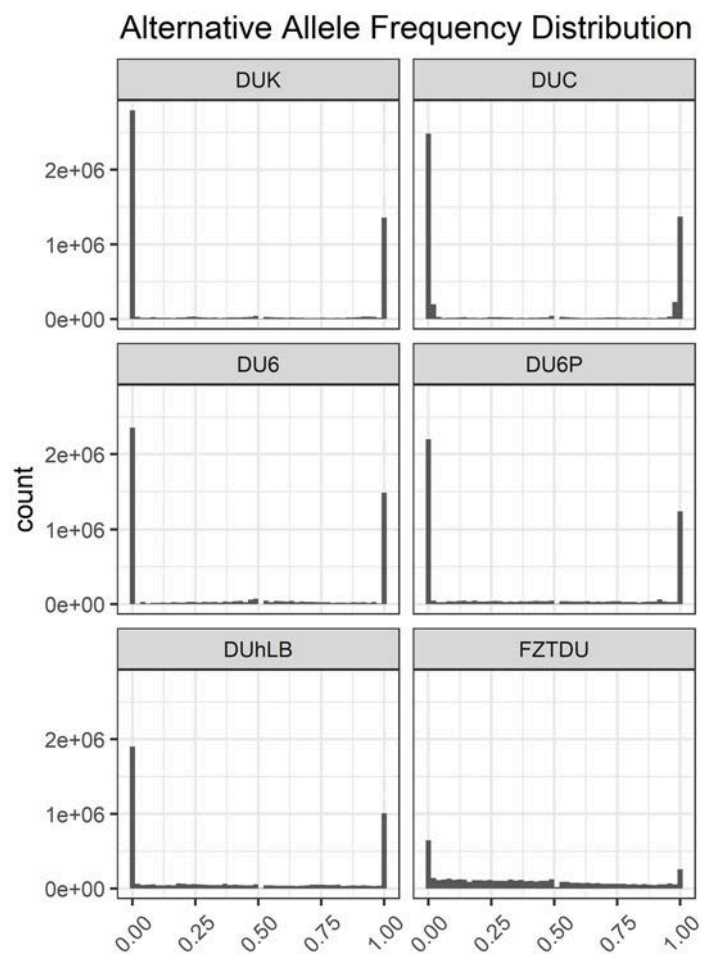 Alternative Allele Frequency Distribution
DUK
DUC
2e+06
1e+06
0e+00
DU6
DU6P
2e+06
1e+06
0e+00
count
DUhLB
FZTDU
2e+06
1e+06
0e+00
0.00 0.25 0.50 0.75 1.00
0.00 0.25 0.50 0.75 1.00